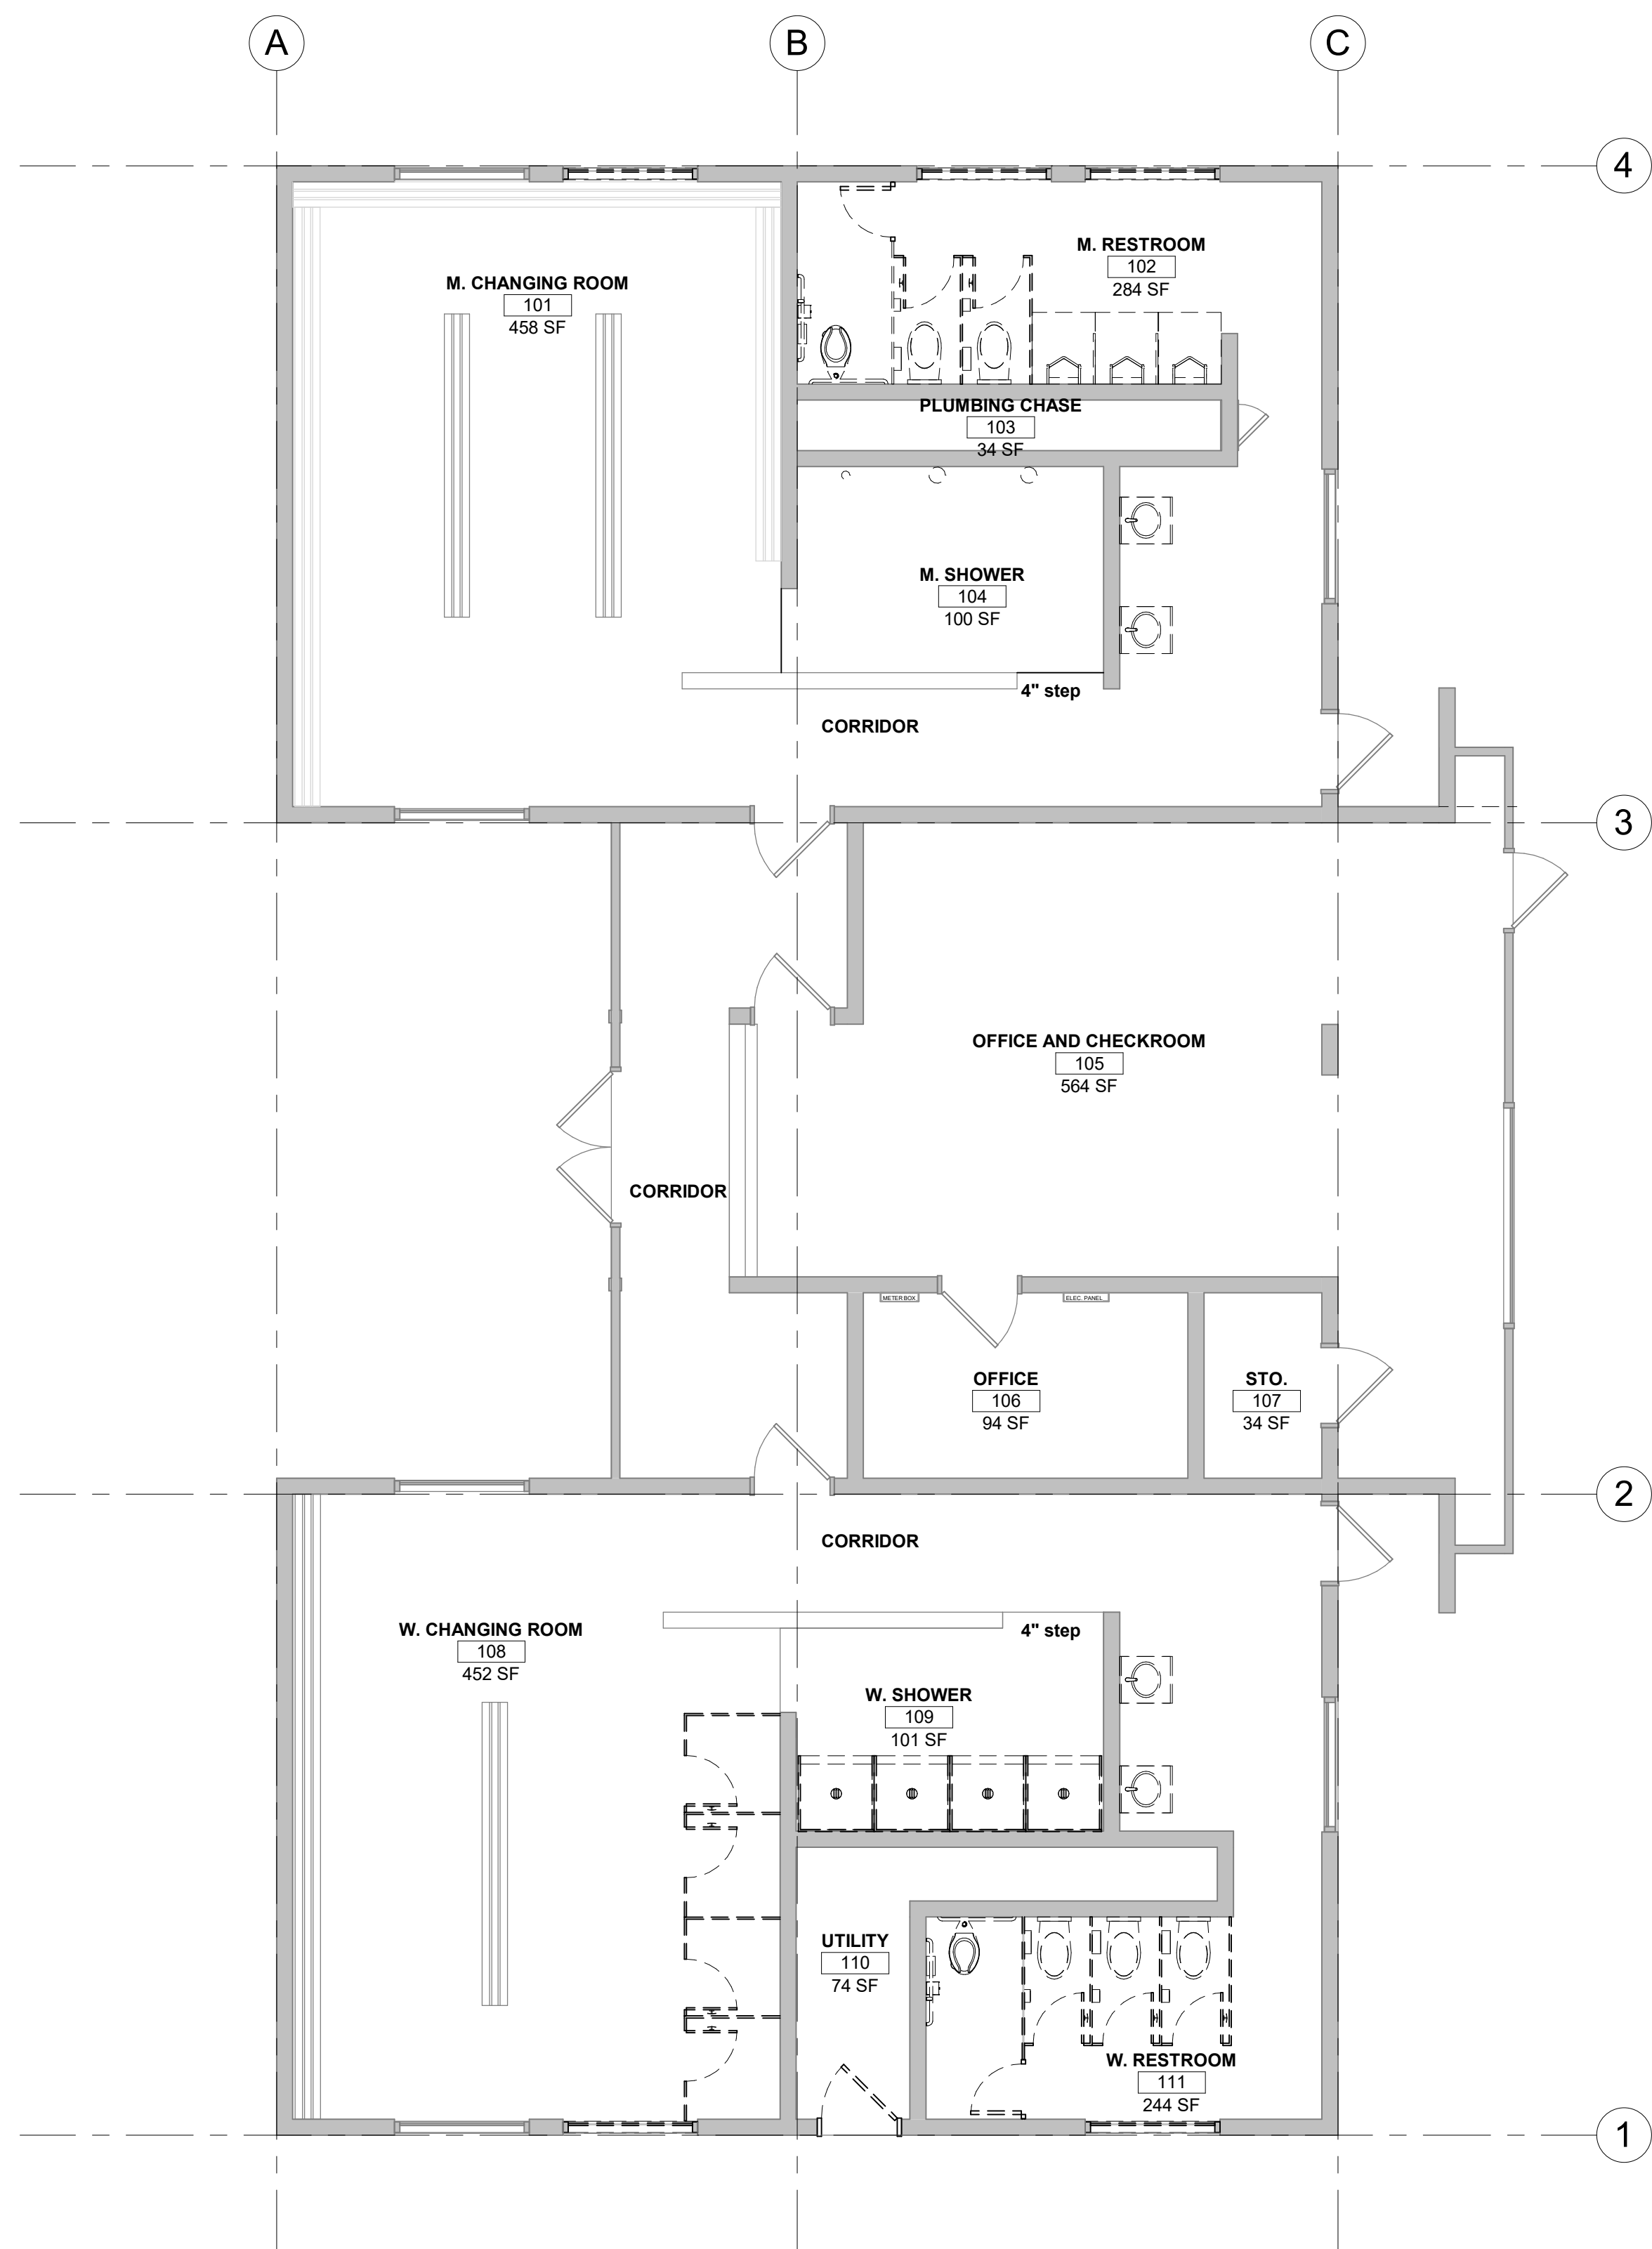 A
B
C
4
M. RESTROOM
102
284 SF
M. CHANGING ROOM
101
458 SF
PLUMBING CHASE
103
34 SF
M. SHOWER
104
100 SF
4" step
CORRIDOR
3
OFFICE AND CHECKROOM
105
564 SF
CORRIDOR
METER BOX
ELEC. PANEL
OFFICE
106
94 SF
STO.
107
34 SF
2
CORRIDOR
W. CHANGING ROOM
108
452 SF
4" step
W. SHOWER
109
101 SF
UTILITY
110
74 SF
W. RESTROOM
111
244 SF
1